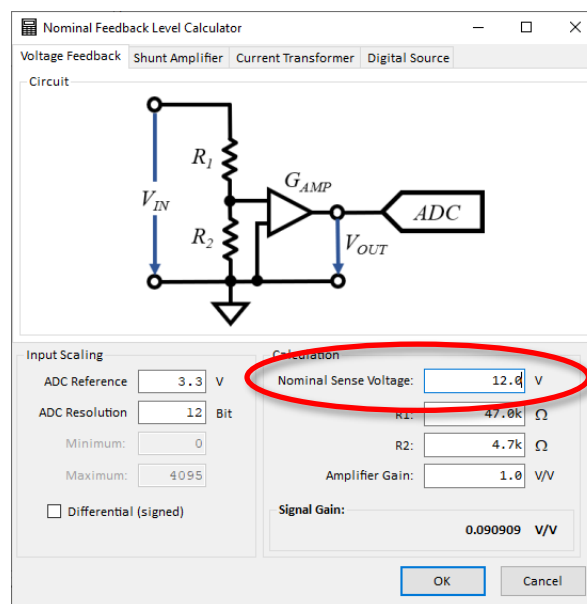 Nominal Feedback Level Calculator
Voltage Feedback Shunt Amplifier Current Transformer Digital Source
Circuit
R1
GAMP
VIN
ADC
R2
VOUT
Input Scaling
ADC Reference 3.3 V
ADC Resolution 12 Bit
Minimum: 0
Maximum: 4095
Differential (signed)
Calculation
Nominal Sense Voltage: 12.0 V
R1: 47.0k Ω
R2: 4.7k Ω
Amplifier Gain: 1.0 V/V
Signal Gain:
0.090909 V/V
OK Cancel